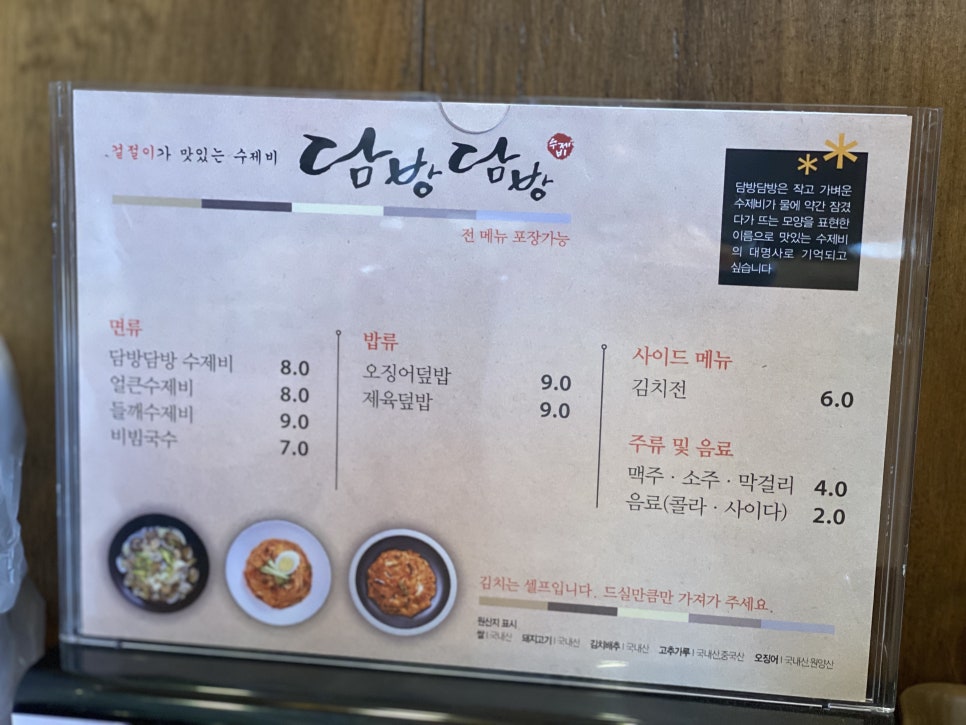 겉절이가 맛있는 수제비
담방담방
수제비
전 메뉴 포장가능
담방담방은 작고 가벼운
수제비가 물에 약간 잠겼
다가 뜨는 모양을 표현한
이름으로 맛있는 수제비
의 대명사로 기억되고
싶습니다
면류
담방담방 수제비 8.0
얼큰수제비 8.0
들깨수제비 9.0
비빔국수 7.0
밥류
오징어덮밥 9.0
제육덮밥 9.0
사이드 메뉴
김치전 6.0
주류 및 음료
맥주 · 소주 · 막걸리 4.0
음료(콜라 · 사이다) 2.0
김치는 셀프입니다. 드실만큼만 가져가 주세요.
원산지 표시
쌀 | 국내산 돼지고기 | 국내산 김치배추 | 국내산 고추가루 | 국내산,중국산 오징어 | 국내산,원양산